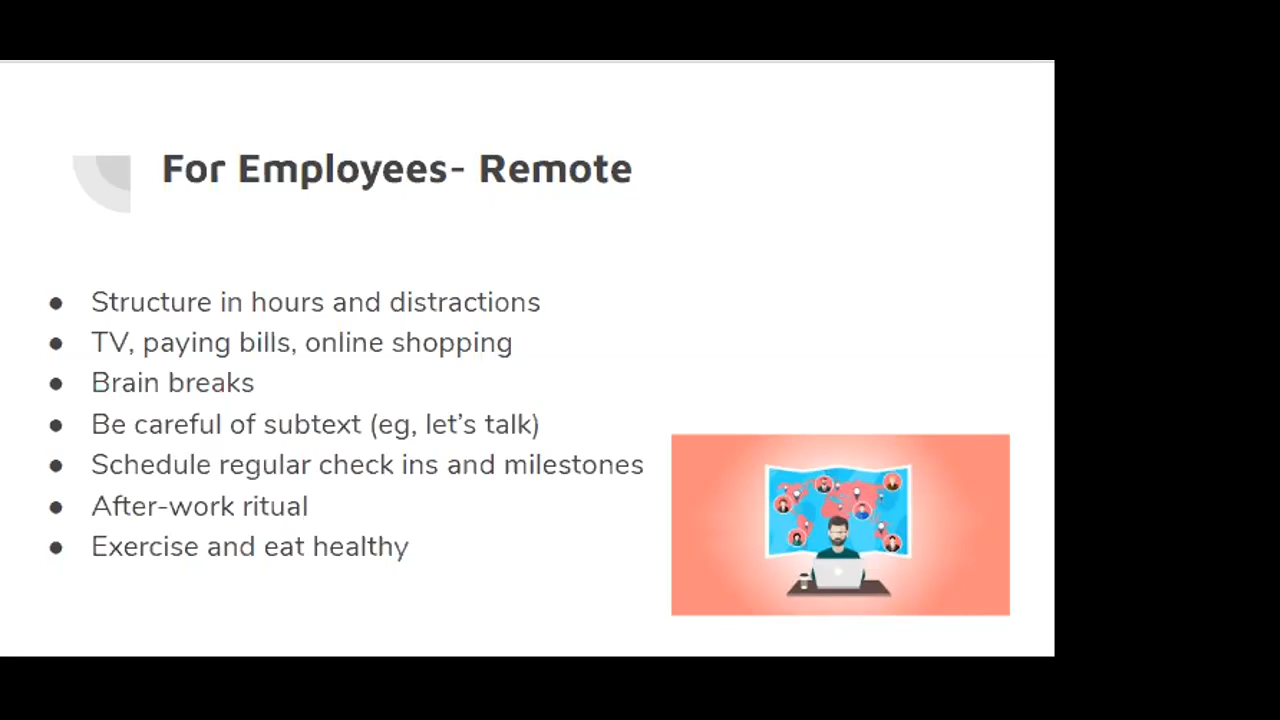 For Employees- Remote
● Structure in hours and distractions
● TV, paying bills, online shopping
● Brain breaks
● Be careful of subtext (eg, let’s talk)
● Schedule regular check ins and milestones
● After-work ritual
● Exercise and eat healthy